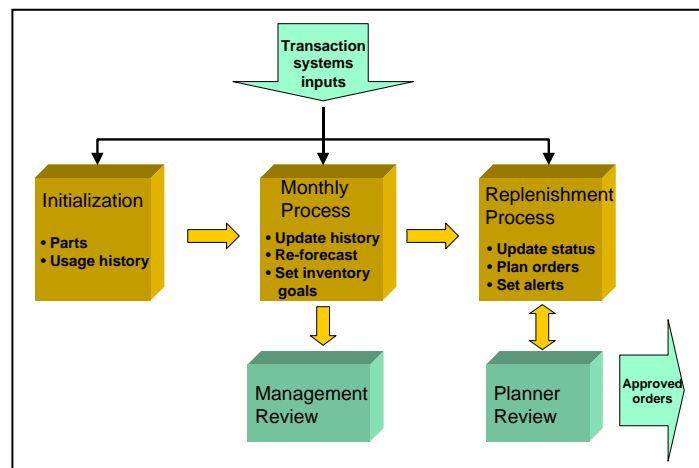 Transaction
systems
inputs
Initialization
• Parts
• Usage history
Monthly
Process
• Update history
• Re-forecast
• Set inventory
goals
Replenishment
Process
• Update status
• Plan orders
• Set alerts
Management
Review
Planner
Review
Approved
orders